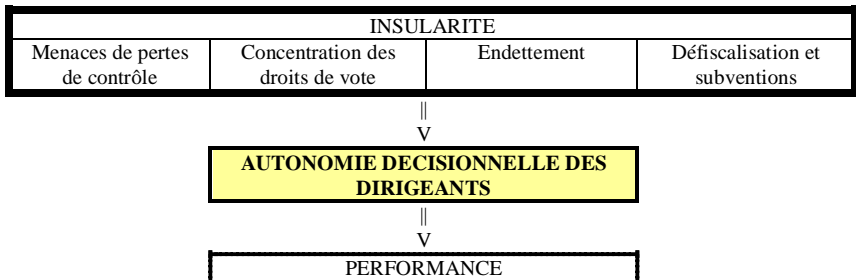 INSULARITE
Menaces de pertes de contrôle
Concentration des droits de vote
Endettement
Défiscalisation et subventions
||
V
AUTONOMIE DECISIONNELLE DES
DIRIGEANTS
||
V
PERFORMANCE